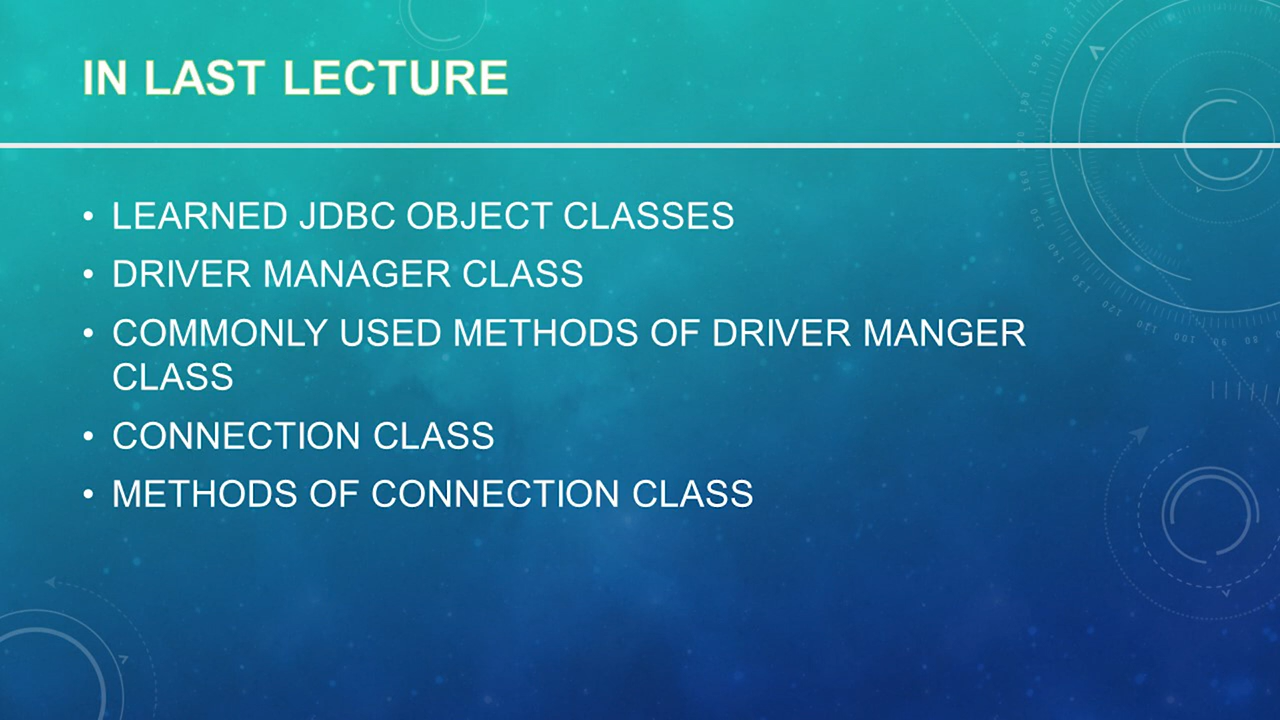 IN LAST LECTURE
• LEARNED JDBC OBJECT CLASSES
• DRIVER MANAGER CLASS
• COMMONLY USED METHODS OF DRIVER MANGER
CLASS
• CONNECTION CLASS
• METHODS OF CONNECTION CLASS